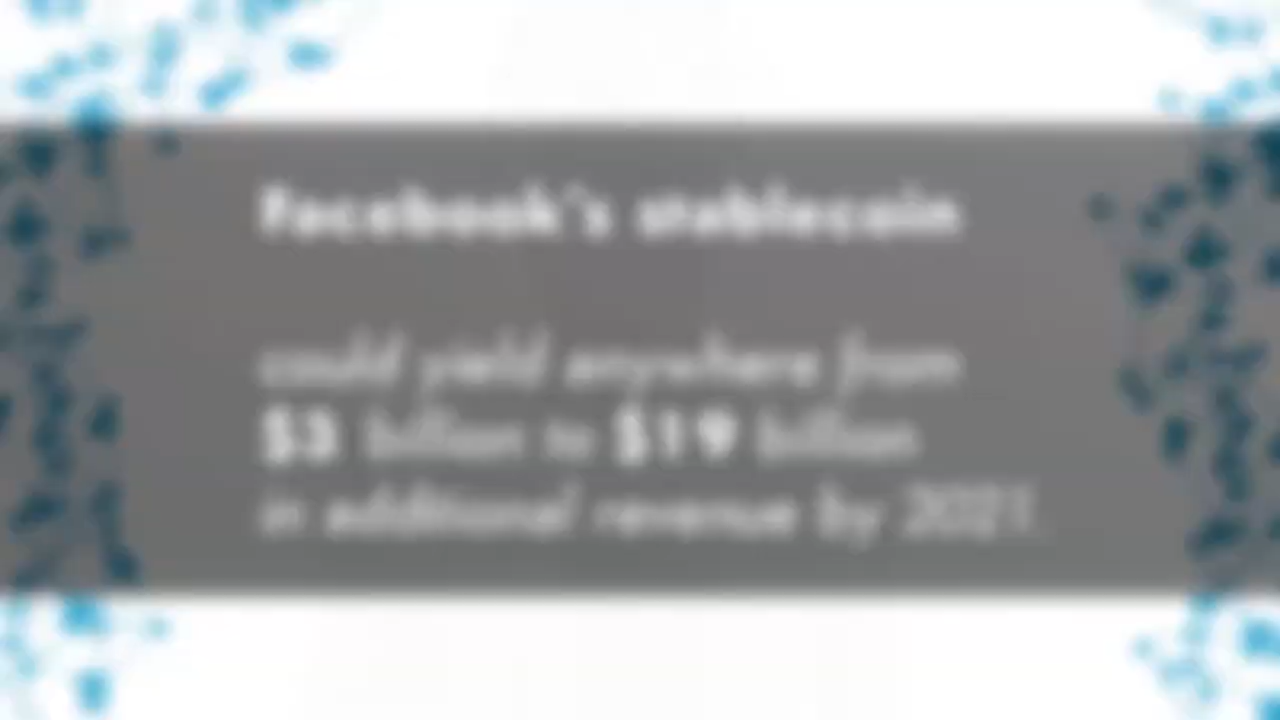 Facebook's stablecoin
could yield anywhere from
$3 billion to $19 billion
in additional revenue by 2021.